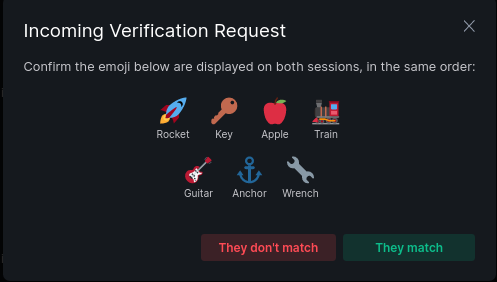 Incoming Verification Request
Confirm the emoji below are displayed on both sessions, in the same order:
Rocket Key Apple Train
Guitar Anchor Wrench
They don't match They match